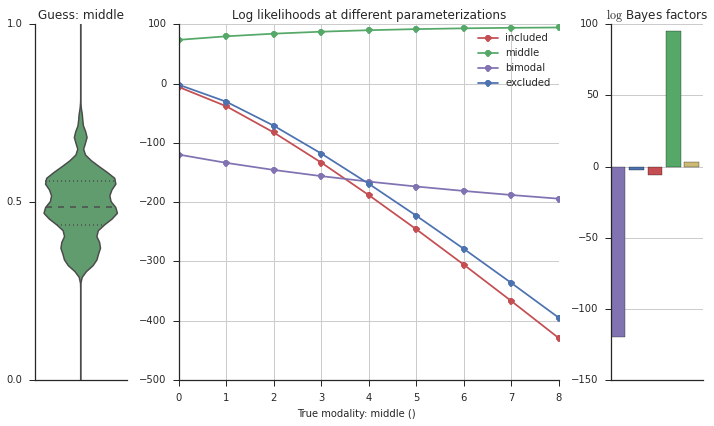 Guess: middle
1.0
0.5
0.0
Log likelihoods at different parameterizations
100
0
−100
−200
−300
−400
−500
included
middle
bimodal
excluded
0 1 2 3 4 5 6 7 8
True modality: middle ()
log Bayes factors
100
50
0
−50
−100
−150